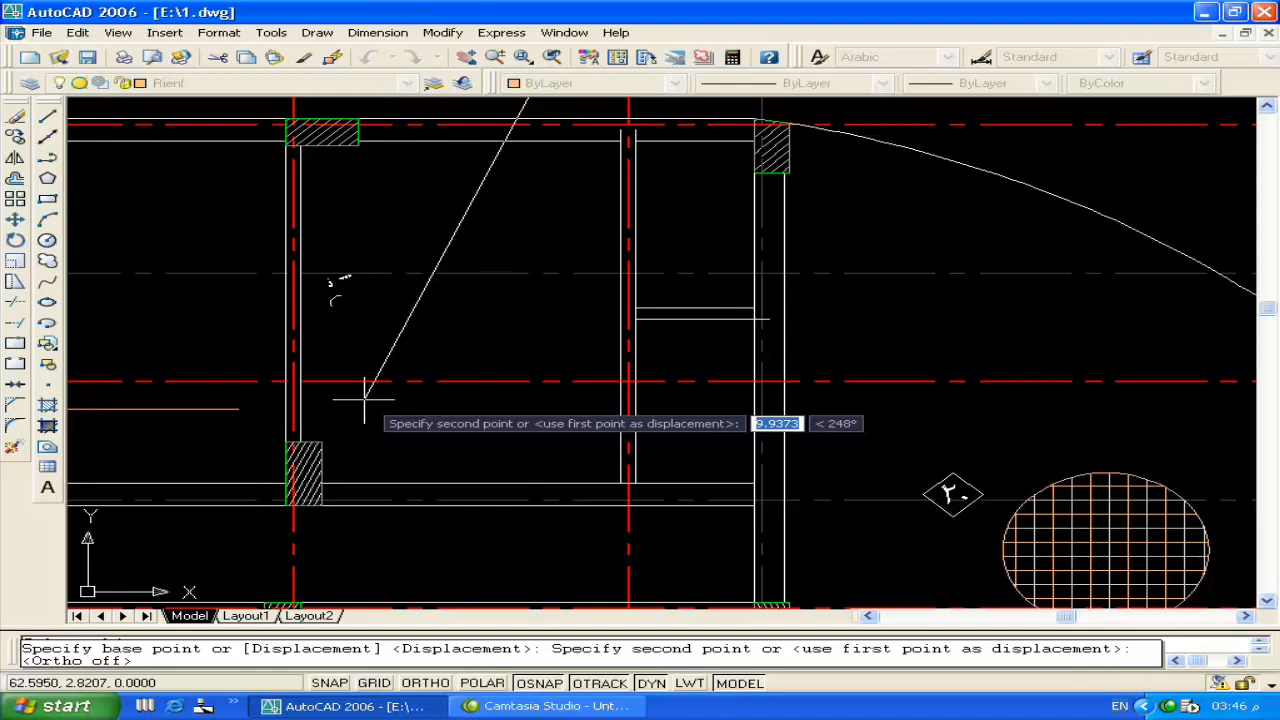 AutoCAD 2006 - [E:\1.dwg]
File Edit View Insert Format Tools Draw Dimension Modify Express Window Help
Arabic Standard Standard
Rienf. ByLayer ByLayer ByLayer ByColor
Specify second point or <use first point as displacement>: 9.9373 < 248°
٢٠
Y
X
A
Model Layout1 Layout2
Specify base point or [Displacement] <Displacement>: Specify second point or <use first point as displacement>:
<Ortho off>
62.5950, 2.8207, 0.0000 SNAP GRID ORTHO POLAR OSNAP OTRACK DYN LWT MODEL
start AutoCAD 2006 - [E:\... Camtasia Studio - Unt... EN 03:46 م